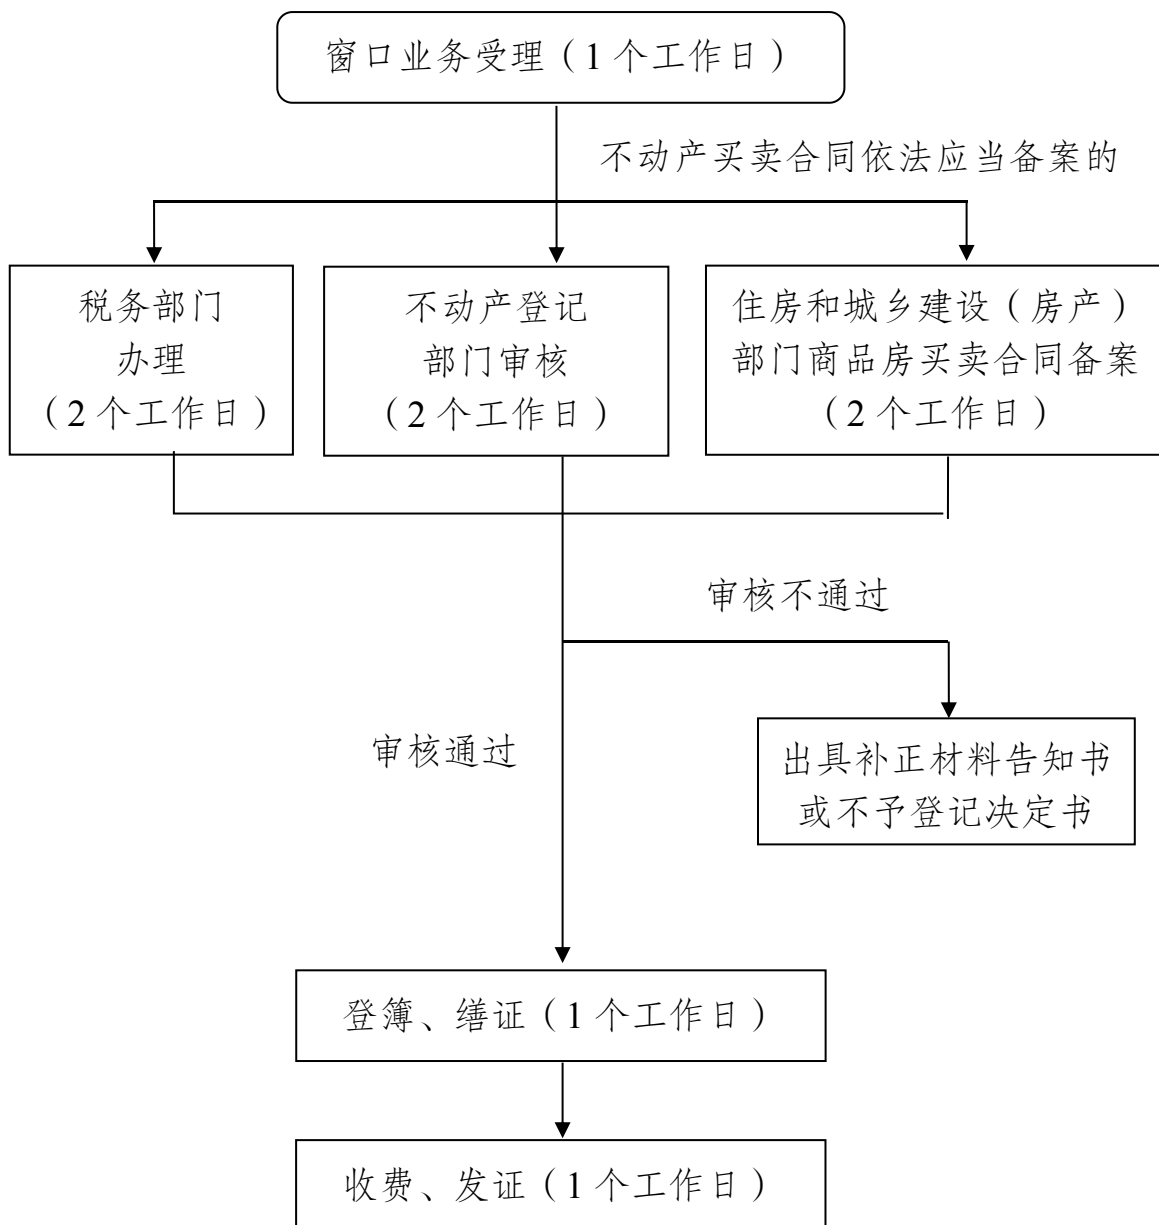 窗口业务受理（1个工作日）
不动产买卖合同依法应当备案的
税务部门
办理
（2个工作日）
不动产登记
部门审核
（2个工作日）
住房和城乡建设（房产）
部门商品房买卖合同备案
（2个工作日）
审核不通过
审核通过
出具补正材料告知书
或不予登记决定书
登簿、缮证（1个工作日）
收费、发证（1个工作日）